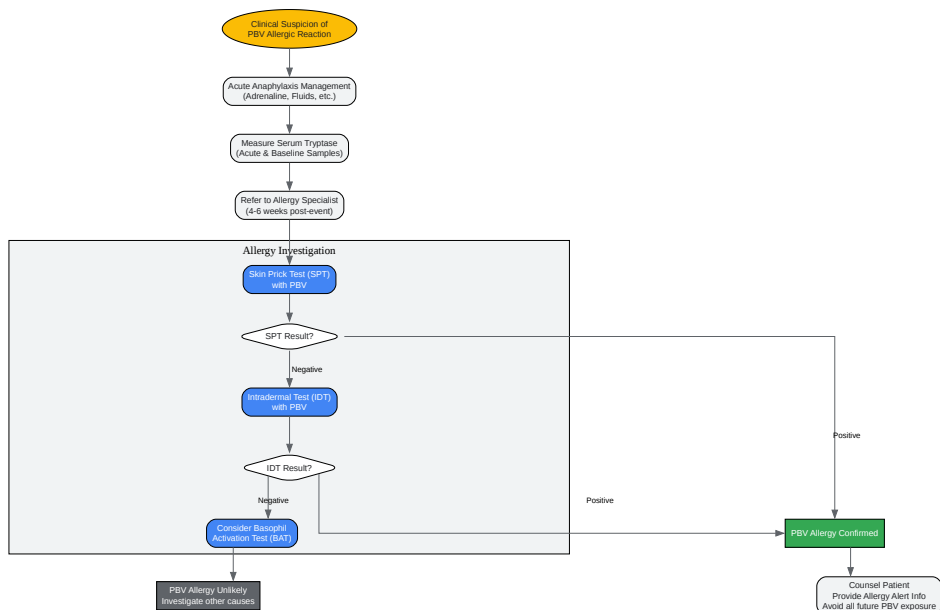 Clinical Suspicion of
PBV Allergic Reaction
Acute Anaphylaxis Management
(Adrenaline, Fluids, etc.)
Measure Serum Tryptase
(Acute & Baseline Samples)
Refer to Allergy Specialist
(4-6 weeks post-event)
Allergy Investigation
Skin Prick Test (SPT)
with PBV
SPT Result?
Negative
Intradermal Test (IDT)
with PBV
Positive
IDT Result?
Negative
Positive
Consider Basophil
Activation Test (BAT)
PBV Allergy Confirmed
PBV Allergy Unlikely
Investigate other causes
Counsel Patient
Provide Allergy Alert Info
Avoid all future PBV exposure